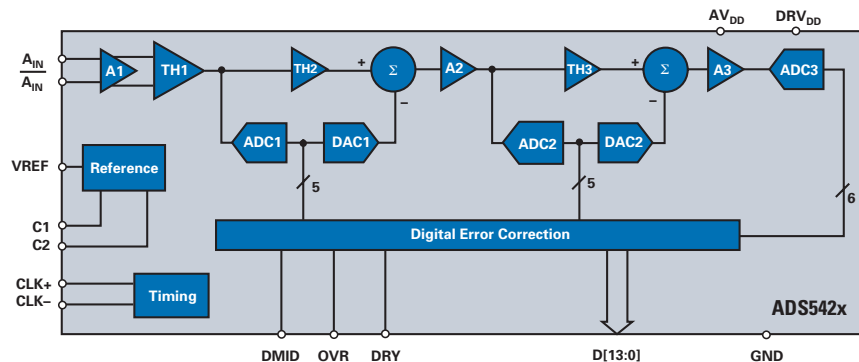 AVDD DRVDD
AIN
AIN
A1 TH1 TH2 + Σ A2 TH3 + Σ A3 ADC3
– –
ADC1 DAC1 ADC2 DAC2
VREF Reference
5 5 6
C1
C2
Digital Error Correction
CLK+
CLK–
Timing
ADS542x
DMID OVR DRY D[13:0] GND